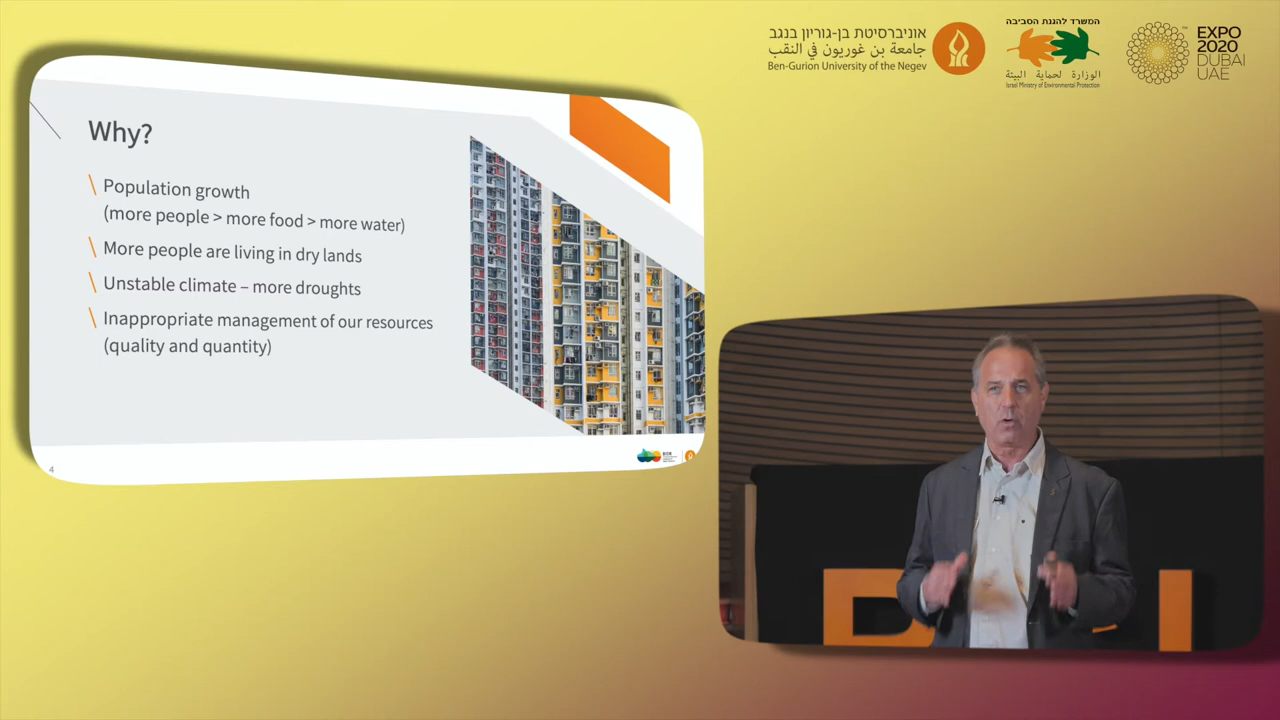 אוניברסיטת בן-גוריון בנגב
جامعة بن غوريون في النقب
Ben-Gurion University of the Negev
המשרד להגנת הסביבה
الوزارة لحماية البيئة
Israel Ministry of Environmental Protection
EXPO
2020
DUBAI
UAE
Why?
\ Population growth
(more people > more food > more water)
\ More people are living in dry lands
\ Unstable climate – more droughts
\ Inappropriate management of our resources
(quality and quantity)
4